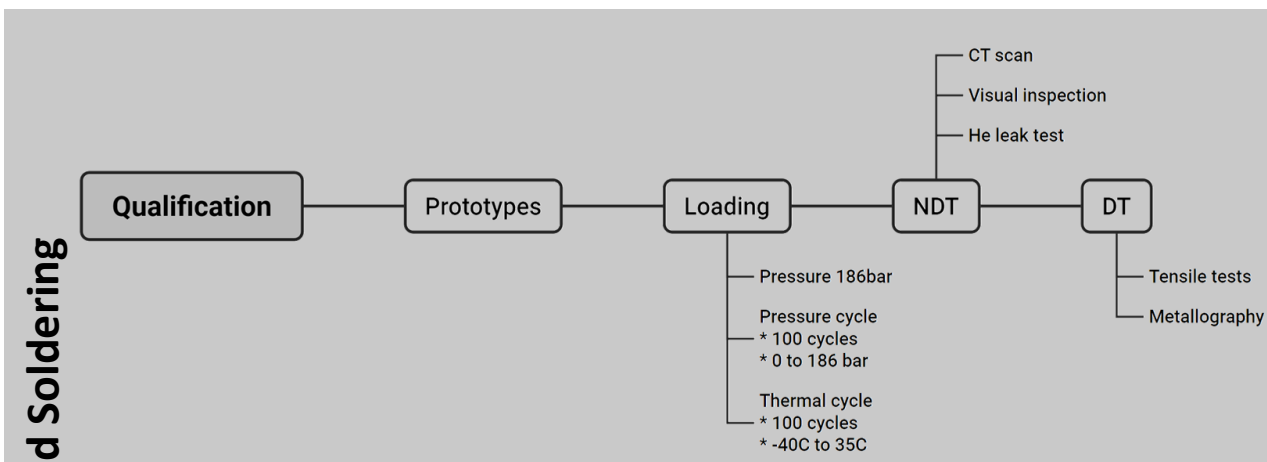 Qualification
Prototypes
Loading
NDT
DT
CT scan
Visual inspection
He leak test
Pressure 186bar
Pressure cycle
* 100 cycles
* 0 to 186 bar
Thermal cycle
* 100 cycles
* -40C to 35C
Tensile tests
Metallography
d Soldering